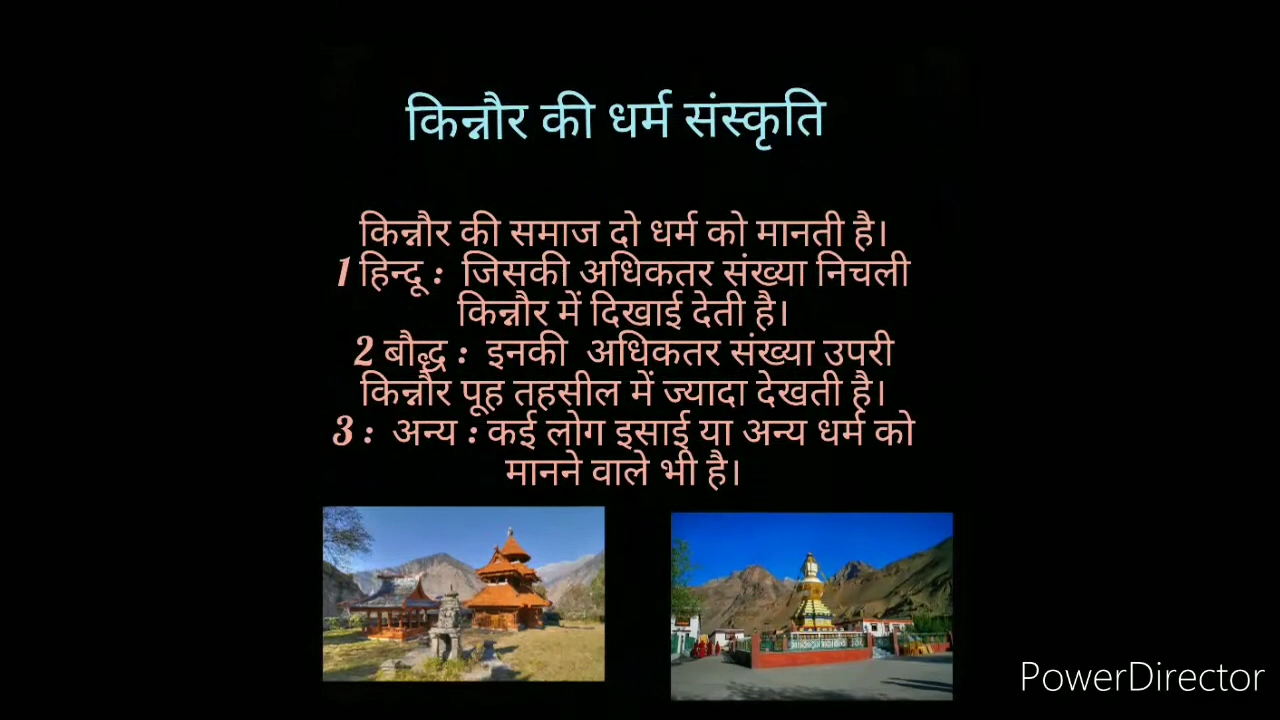 किन्नौर की धर्म संस्कृति
किन्नौर की समाज दो धर्म को मानती है।
1 हिन्दू : जिसकी अधिकतर संख्या निचली
किन्नौर में दिखाई देती है।
2 बौद्ध : इनकी अधिकतर संख्या उपरी
किन्नौर पूह तहसील में ज्यादा देखती है।
3 : अन्य : कई लोग इसाई या अन्य धर्म को
मानने वाले भी है।
PowerDirector